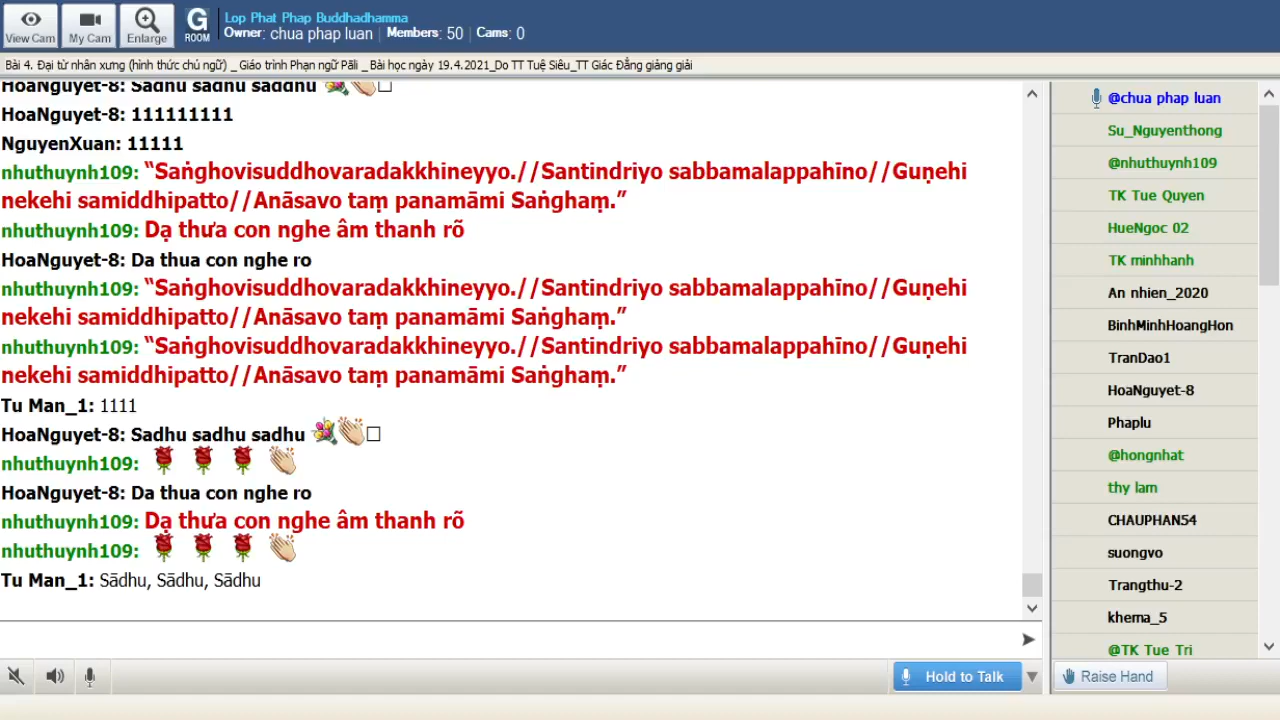 View Cam
My Cam
Enlarge
G
ROOM
Lop Phat Phap Buddhadhamma
Owner: chua phap luan | Members: 50 | Cams: 0
Bài 4. Đại từ nhân xưng (hình thức chủ ngữ) _ Giáo trình Phạn ngữ Pāli _ Bài học ngày 19.4.2021_Do TT Tuệ Siêu_TT Giác Đẳng giảng giải
HoaNguyet-8: Sadhu sadhu saddhu
HoaNguyet-8: 111111111
NguyenXuan: 11111
nhuthuynh109: “Saṅghovisuddhovaradakkhineyyo.//Santindriyo sabbamalappahīno//Guṇehi
nekehi samiddhipatto//Anāsavo taṃ panamāmi Saṅghaṃ.”
nhuthuynh109: Dạ thưa con nghe âm thanh rõ
HoaNguyet-8: Da thua con nghe ro
nhuthuynh109: “Saṅghovisuddhovaradakkhineyyo.//Santindriyo sabbamalappahīno//Guṇehi
nekehi samiddhipatto//Anāsavo taṃ panamāmi Saṅghaṃ.”
nhuthuynh109: “Saṅghovisuddhovaradakkhineyyo.//Santindriyo sabbamalappahīno//Guṇehi
nekehi samiddhipatto//Anāsavo taṃ panamāmi Saṅghaṃ.”
Tu Man_1: 1111
HoaNguyet-8: Sadhu sadhu sadhu
nhuthuynh109:
HoaNguyet-8: Da thua con nghe ro
nhuthuynh109: Dạ thưa con nghe âm thanh rõ
nhuthuynh109:
Tu Man_1: Sādhu, Sādhu, Sādhu
Hold to Talk
@chua phap luan
Su_Nguyenthong
@nhuthuynh109
TK Tue Quyen
HueNgoc 02
TK minhhanh
An nhien_2020
BinhMinhHoangHon
TranDao1
HoaNguyet-8
Phaplu
@hongnhat
thy lam
CHAUPHAN54
suongvo
Trangthu-2
khema_5
@TK Tue Tri
Raise Hand